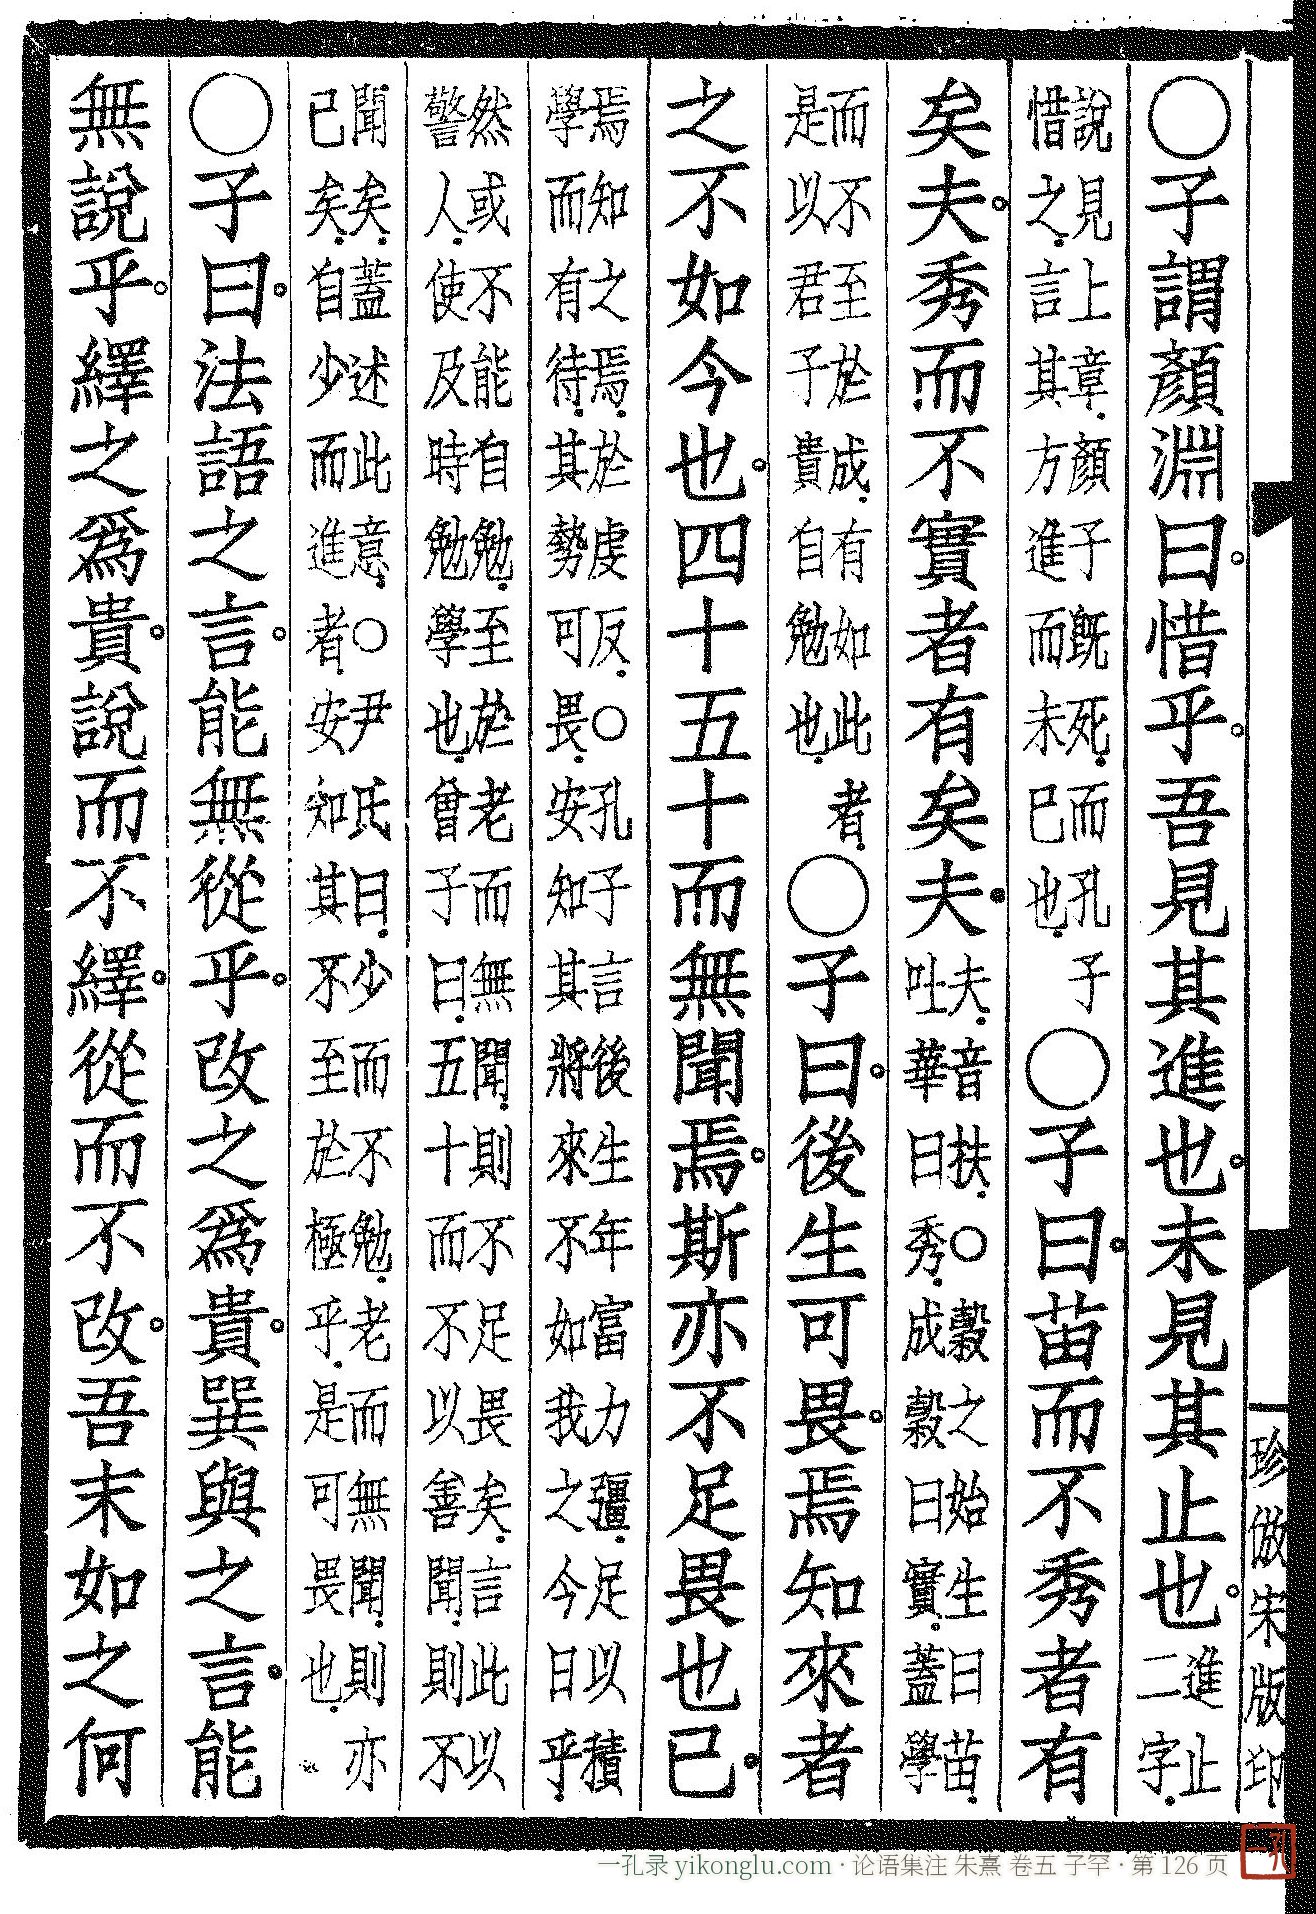 珍倣宋版印
○子謂顏淵曰。惜乎。吾見其進也。未見其止也。進止二字。
說見上章。顏子既死。而孔子惜之。言其方進而未已也。○子曰。苗而不秀者有
矣夫。秀而不實者有矣夫。夫。音扶。○穀之始生曰苗。吐華曰秀。成穀曰實。蓋學
而不至於成。有如此者。是以君子貴自勉也。○子曰。後生可畏。焉知來者
之不如今也。四十五十而無聞焉。斯亦不足畏也已。
焉知之焉。於虔反。○孔子言後生年富力彊。足以積學而有待。其勢可畏。安知其將來不如我之今日乎。
然或不能自勉。至於老而無聞。則不足畏矣。言此以警人。使及時勉學也。曾子曰。五十而不以善聞。則不
聞矣。蓋述此意。○尹氏曰。少而不勉。老而無聞。則亦已矣。自少而進者。安知其不至於極乎。是可畏也。
○子曰。法語之言。能無從乎。改之爲貴。巽與之言。能
無說乎。繹之爲貴。說而不繹。從而不改。吾末如之何
一孔录 yikonglu.com · 论语集注 朱熹 卷五 子罕 · 第 126 页
一孔